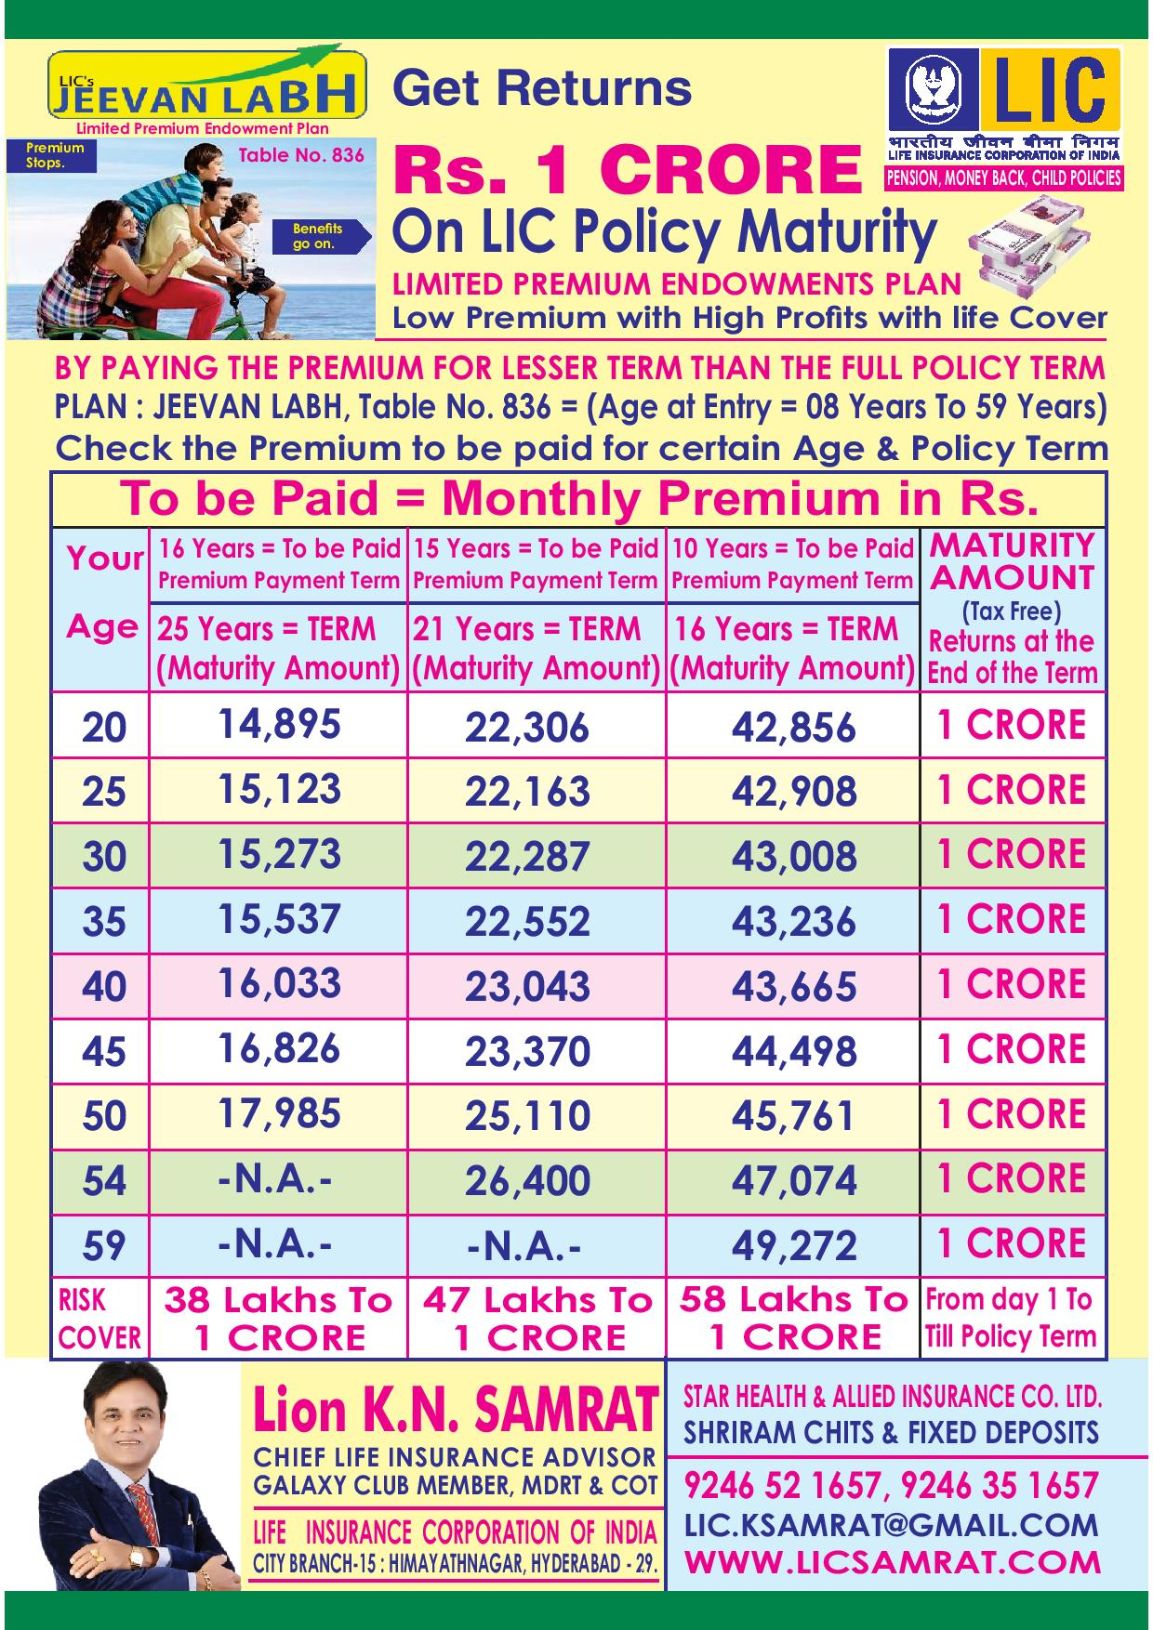 LIC's
JEEVAN LABH
Limited Premium Endowment Plan
Premium
Stops.
Table No. 836
Benefits
go on.
Get Returns
Rs. 1 CRORE
On LIC Policy Maturity
LIMITED PREMIUM ENDOWMENTS PLAN
Low Premium with High Profits with life Cover
LIC
भारतीय जीवन बीमा निगम
LIFE INSURANCE CORPORATION OF INDIA
PENSION, MONEY BACK, CHILD POLICIES
BY PAYING THE PREMIUM FOR LESSER TERM THAN THE FULL POLICY TERM
PLAN : JEEVAN LABH, Table No. 836 = (Age at Entry = 08 Years To 59 Years)
Check the Premium to be paid for certain Age & Policy Term
To be Paid = Monthly Premium in Rs.
Your
Age
16 Years = To be Paid
Premium Payment Term
25 Years = TERM
(Maturity Amount)
15 Years = To be Paid
Premium Payment Term
21 Years = TERM
(Maturity Amount)
10 Years = To be Paid
Premium Payment Term
16 Years = TERM
(Maturity Amount)
MATURITY
AMOUNT
(Tax Free)
Returns at the
End of the Term
20 14,895 22,306 42,856 1 CRORE
25 15,123 22,163 42,908 1 CRORE
30 15,273 22,287 43,008 1 CRORE
35 15,537 22,552 43,236 1 CRORE
40 16,033 23,043 43,665 1 CRORE
45 16,826 23,370 44,498 1 CRORE
50 17,985 25,110 45,761 1 CRORE
54 -N.A.- 26,400 47,074 1 CRORE
59 -N.A.- -N.A.- 49,272 1 CRORE
RISK
COVER
38 Lakhs To
1 CRORE
47 Lakhs To
1 CRORE
58 Lakhs To
1 CRORE
From day 1 To
Till Policy Term
Lion K.N. SAMRAT
CHIEF LIFE INSURANCE ADVISOR
GALAXY CLUB MEMBER, MDRT & COT
LIFE INSURANCE CORPORATION OF INDIA
CITY BRANCH-15 : HIMAYATHNAGAR, HYDERABAD - 29.
STAR HEALTH & ALLIED INSURANCE CO. LTD.
SHRIRAM CHITS & FIXED DEPOSITS
9246 52 1657, 9246 35 1657
LIC.KSAMRAT@GMAIL.COM
WWW.LICSAMRAT.COM